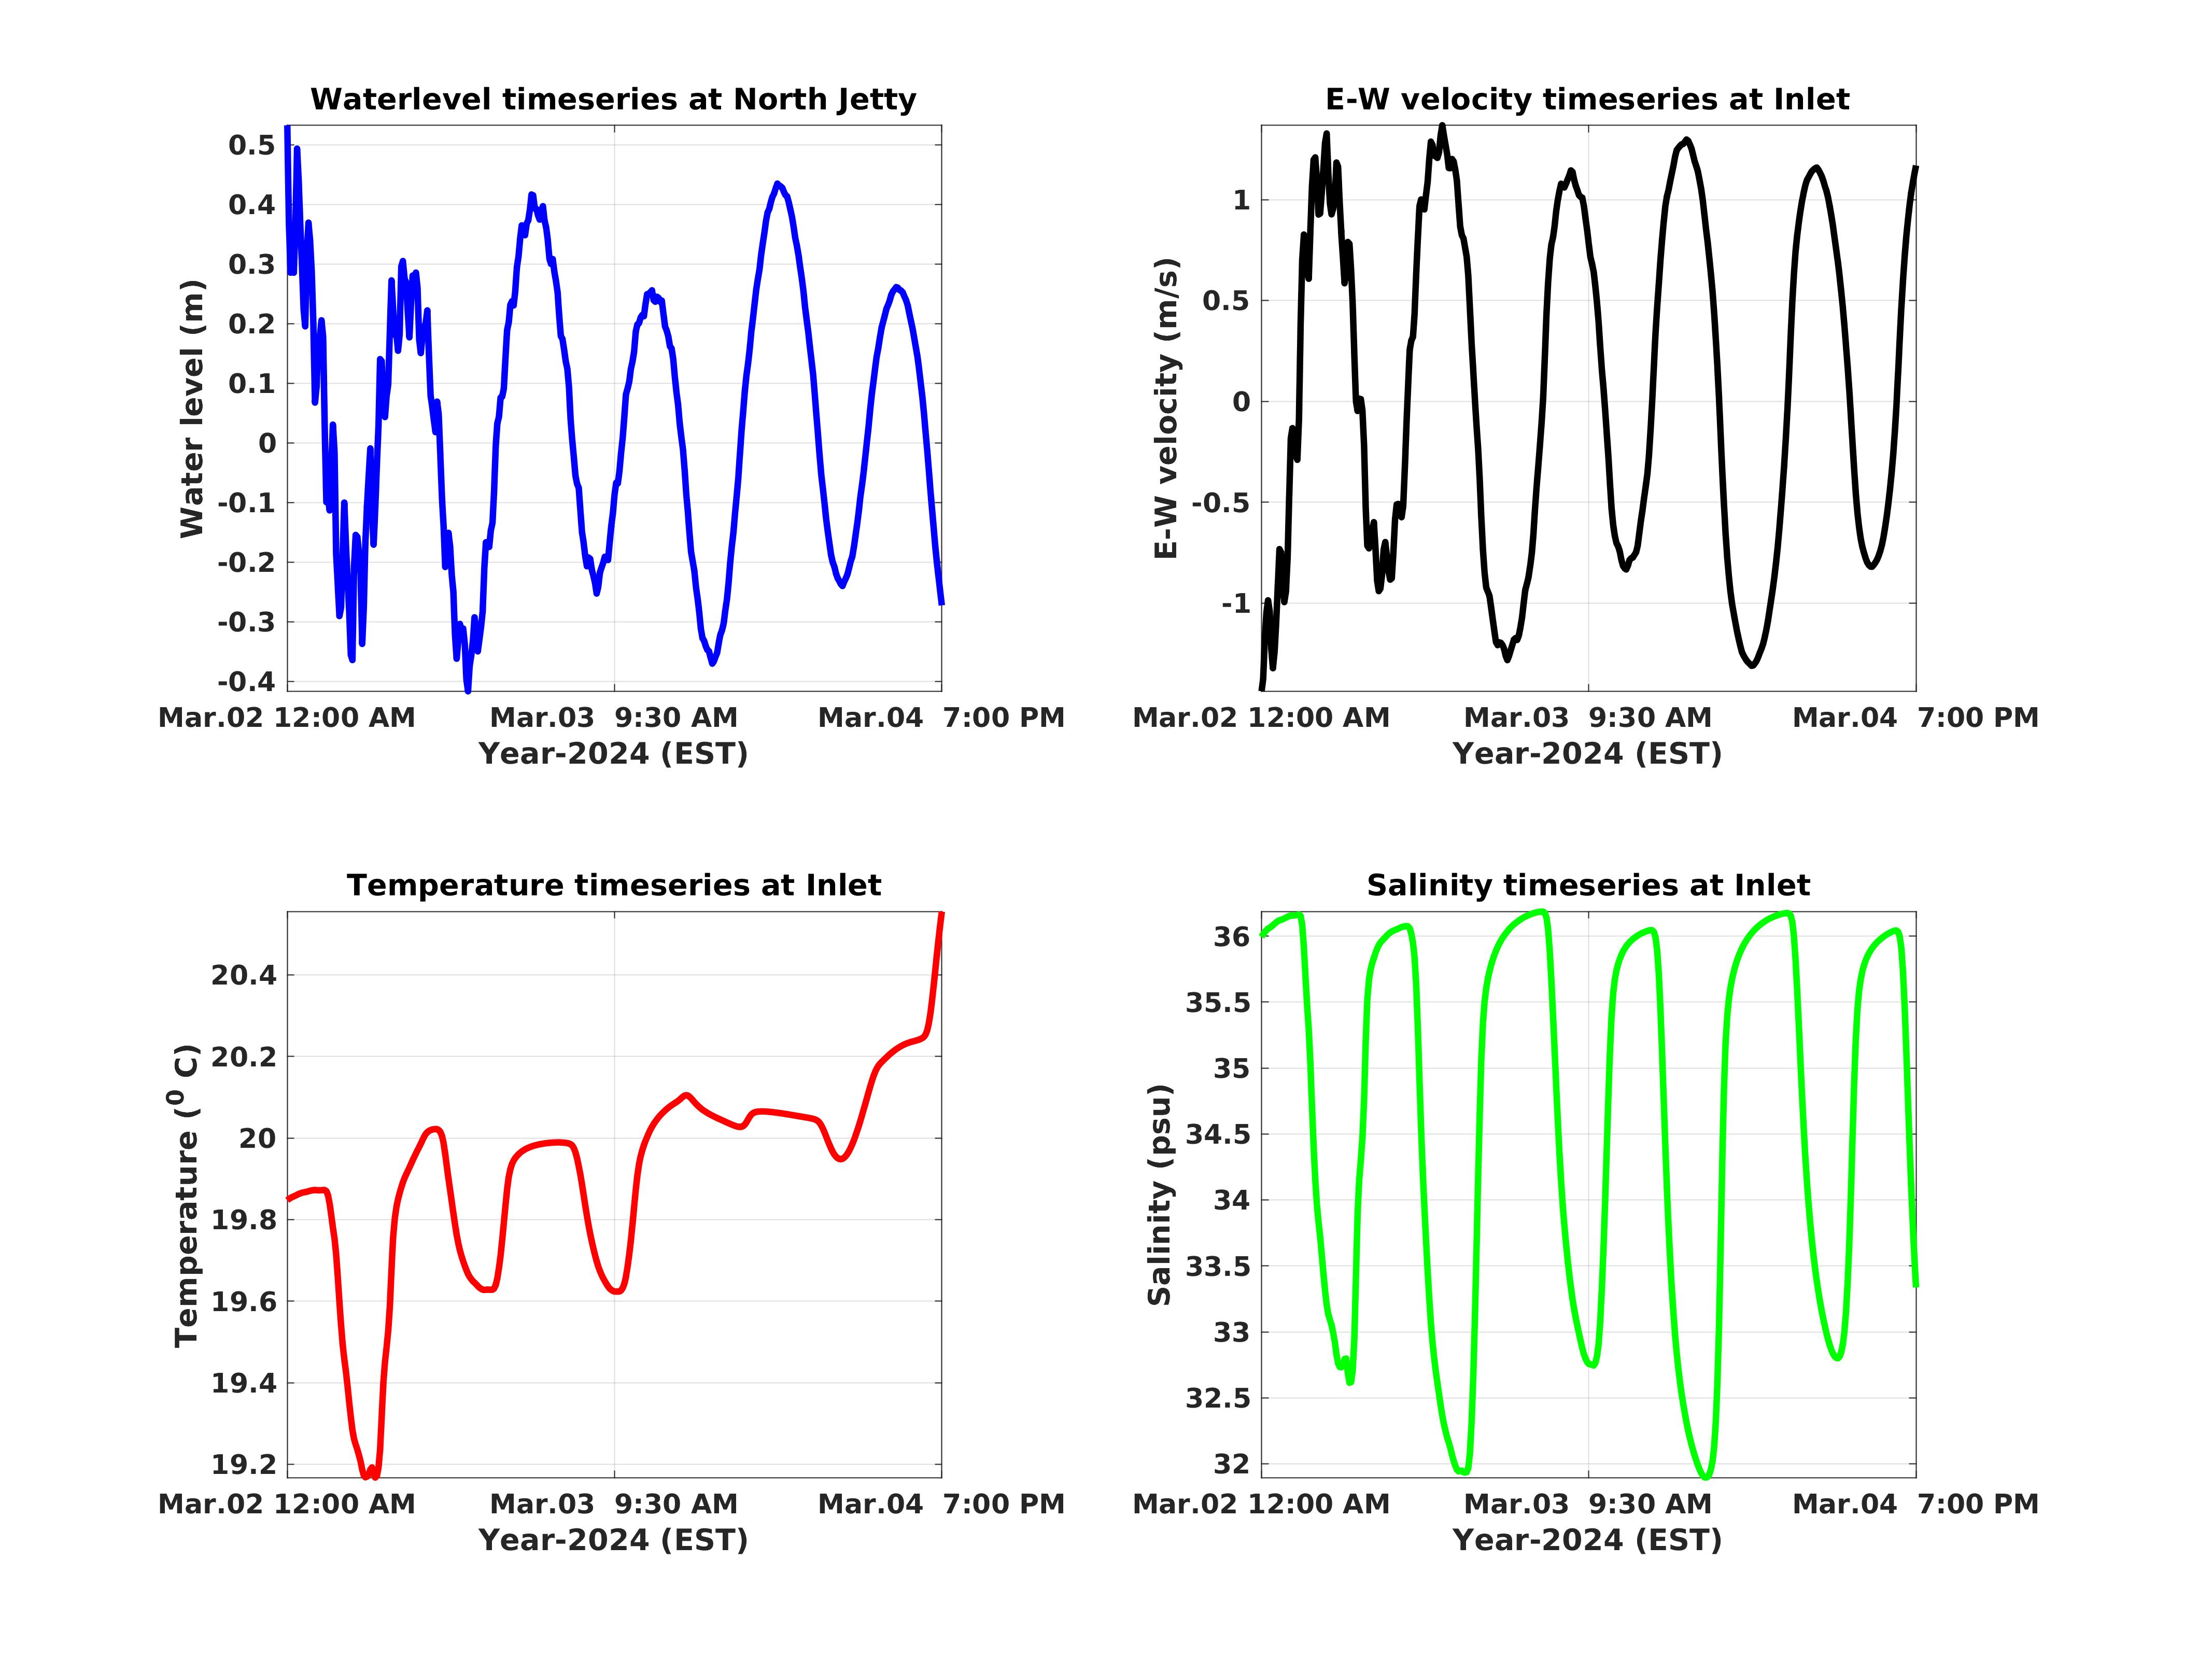 Waterlevel timeseries at North Jetty
0.5
0.4
0.3
0.2
0.1
0
-0.1
-0.2
-0.3
-0.4
Water level (m)
Mar.02 12:00 AM Mar.03 9:30 AM Mar.04 7:00 PM
Year-2024 (EST)
E-W velocity timeseries at Inlet
1
0.5
0
-0.5
-1
E-W velocity (m/s)
Mar.02 12:00 AM Mar.03 9:30 AM Mar.04 7:00 PM
Year-2024 (EST)
Temperature timeseries at Inlet
20.4
20.2
20
19.8
19.6
19.4
19.2
Temperature (⁰ C)
Mar.02 12:00 AM Mar.03 9:30 AM Mar.04 7:00 PM
Year-2024 (EST)
Salinity timeseries at Inlet
36
35.5
35
34.5
34
33.5
33
32.5
32
Salinity (psu)
Mar.02 12:00 AM Mar.03 9:30 AM Mar.04 7:00 PM
Year-2024 (EST)